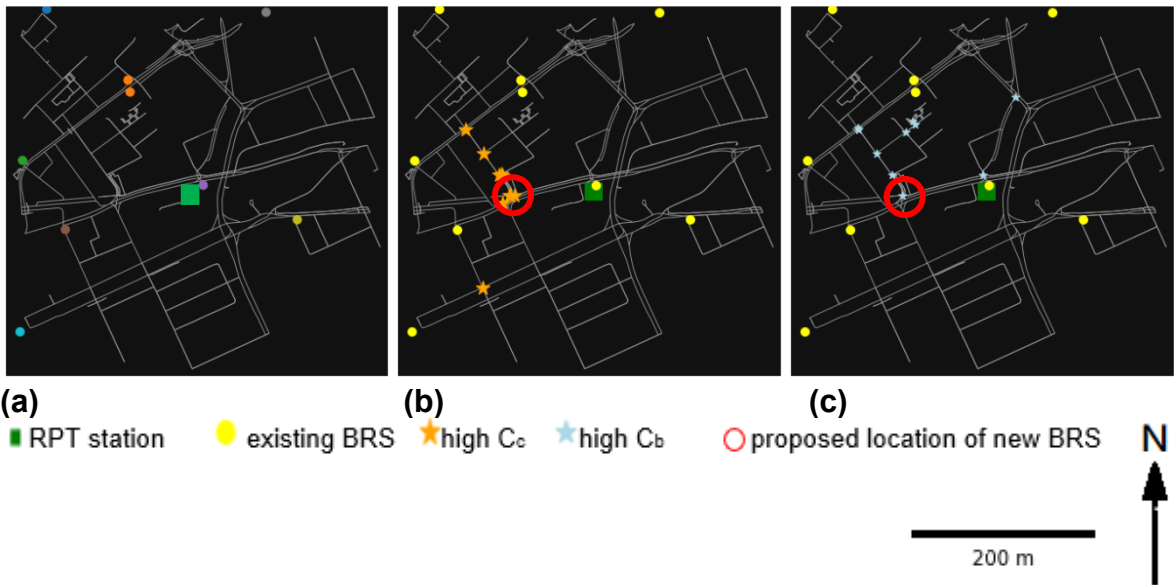 (a) (b) (c)
RPT station existing BRS high Cc high Cb proposed location of new BRS N
200 m